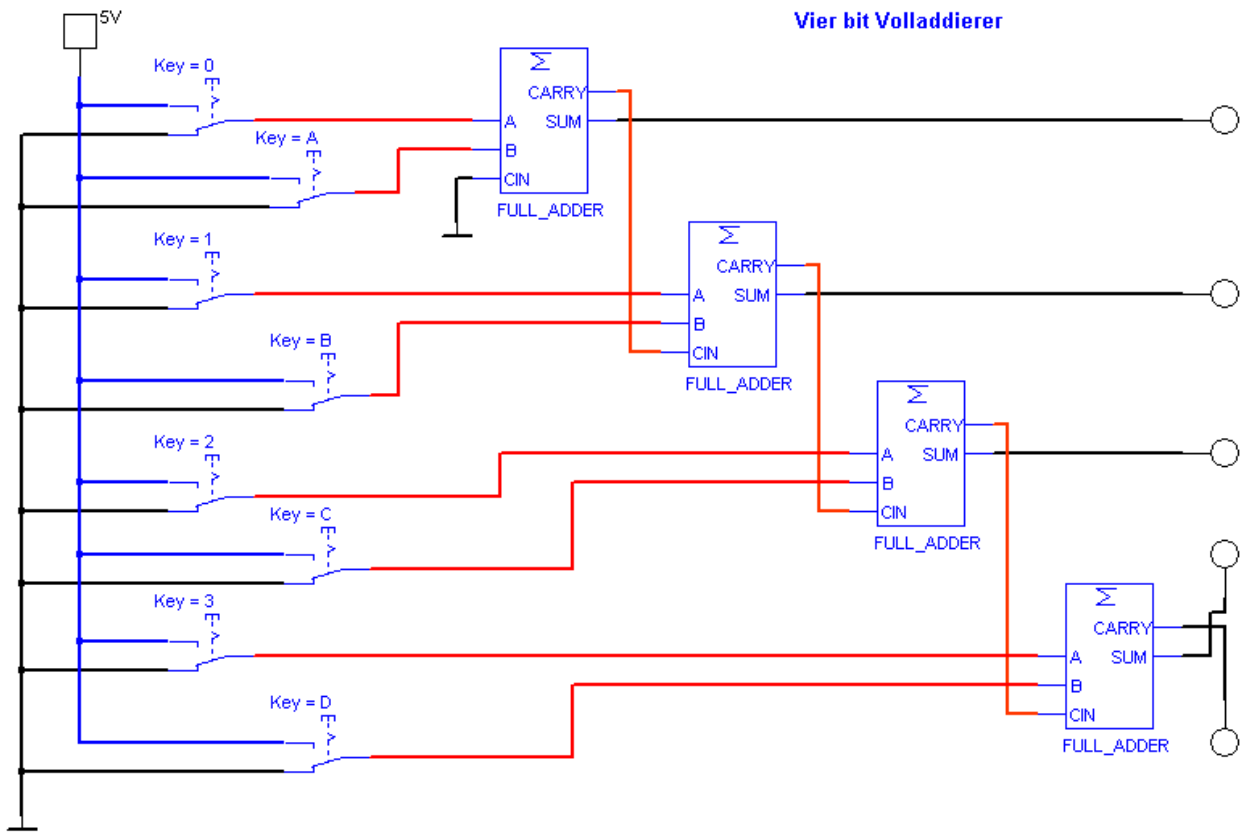 5V
Vier bit Volladdierer
Key = 0
Σ
CARRY
A SUM
B
CIN
FULL_ADDER
Key = A
Key = 1
Σ
CARRY
A SUM
B
CIN
FULL_ADDER
Key = B
Key = 2
Σ
CARRY
A SUM
B
CIN
FULL_ADDER
Key = C
Key = 3
Σ
CARRY
A SUM
B
CIN
FULL_ADDER
Key = D